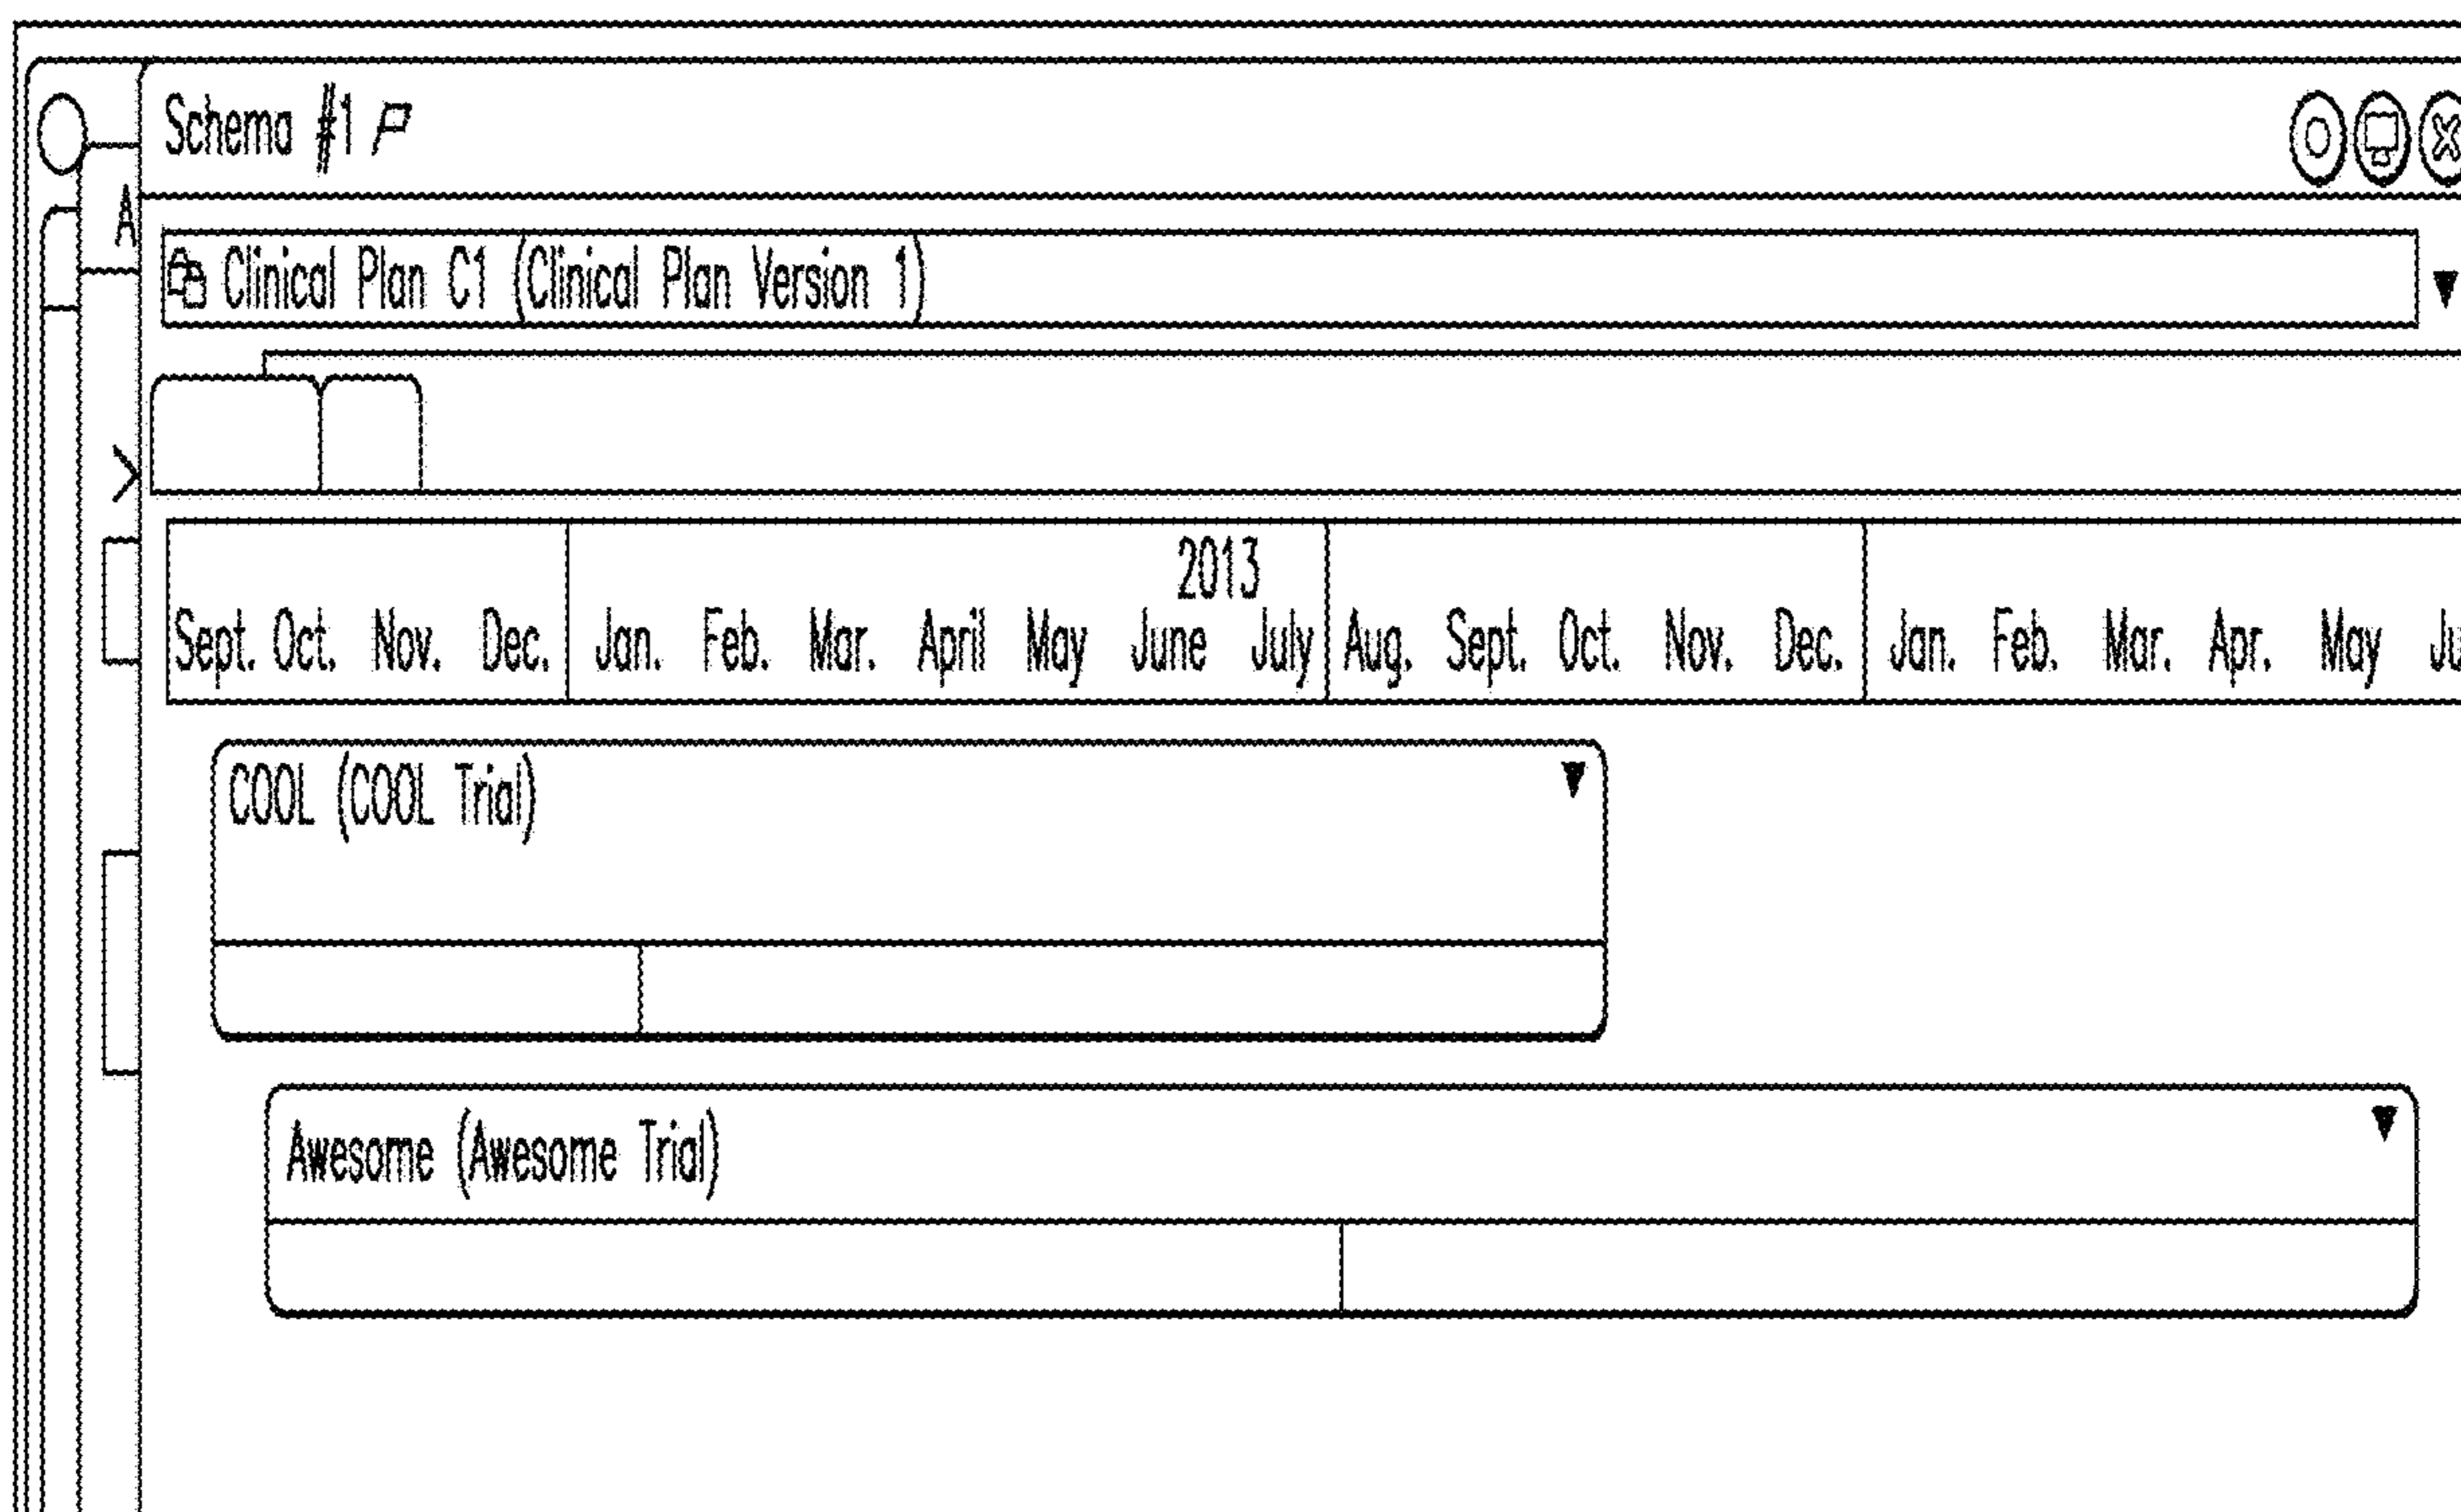 Schema #1
A
Clinical Plan C1 (Clinical Plan Version 1)
2013
Sept. Oct. Nov. Dec. Jan. Feb. Mar. April May June July Aug. Sept. Oct. Nov. Dec. Jan. Feb. Mar. Apr. May Ju
COOL (COOL Trial)
Awesome (Awesome Trial)